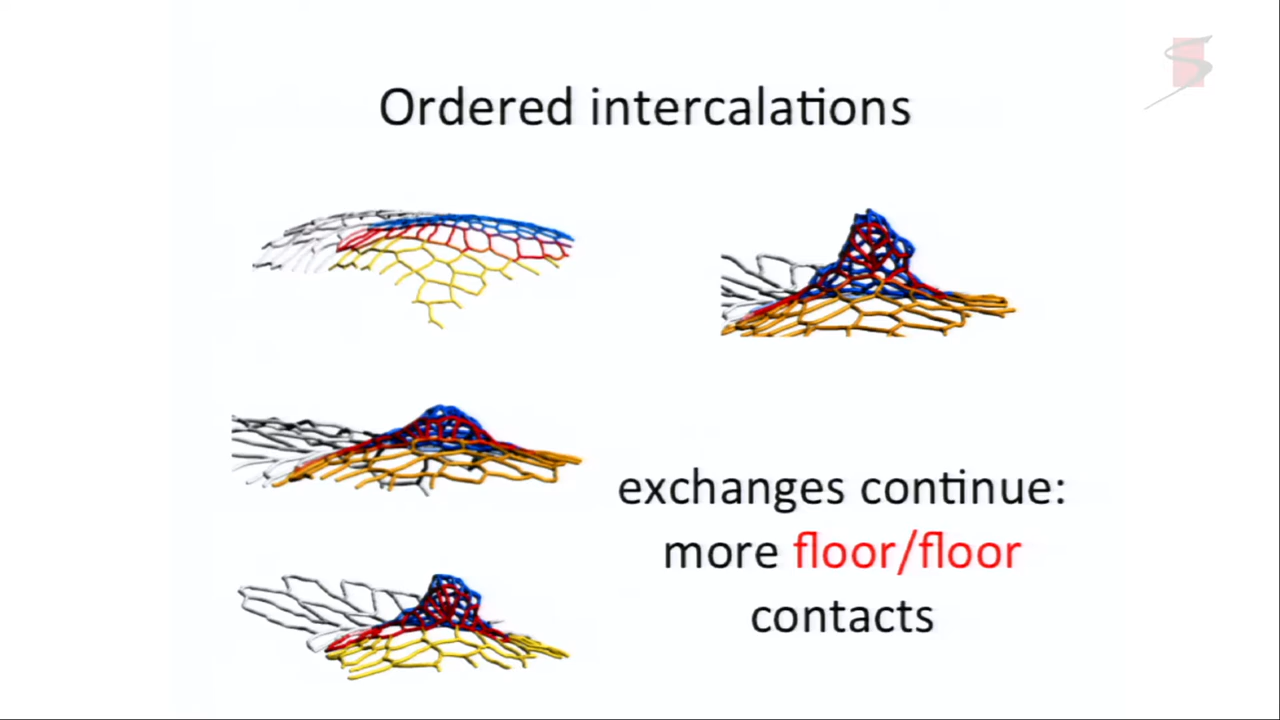 Ordered intercalations
exchanges continue:
more floor/floor
contacts